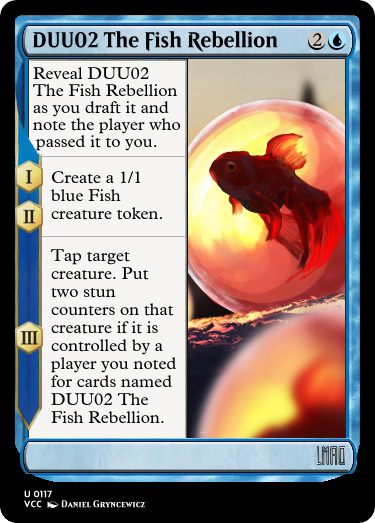 DUU02 The Fish Rebellion 2
Reveal DUU02
The Fish Rebellion
as you draft it and
note the player who
passed it to you.
I
II
Create a 1/1
blue Fish
creature token.
III
Tap target
creature. Put
two stun
counters on that
creature if it is
controlled by a
player you noted
for cards named
DUU02 The
Fish Rebellion.
LMAO
U 0117
VCC DANIEL GRYNCEWICZ